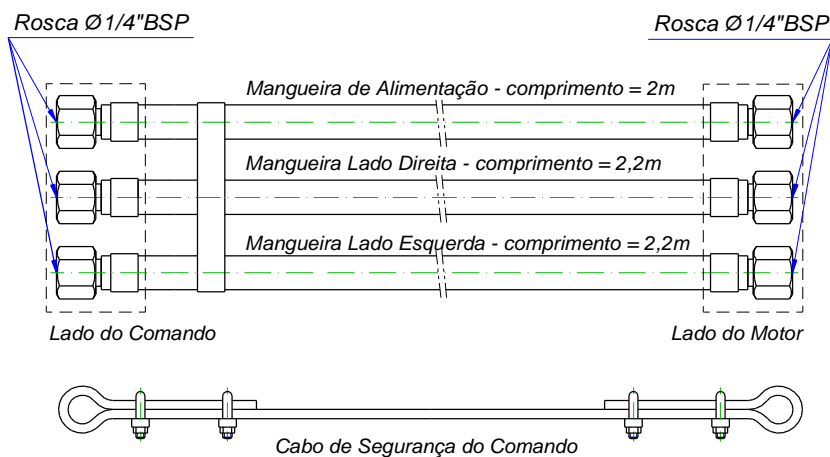 Rosca Ø1/4"BSP
Rosca Ø1/4"BSP
Mangueira de Alimentação - comprimento = 2m
Mangueira Lado Direita - comprimento = 2,2m
Mangueira Lado Esquerda - comprimento = 2,2m
Lado do Comando
Lado do Motor
Cabo de Segurança do Comando